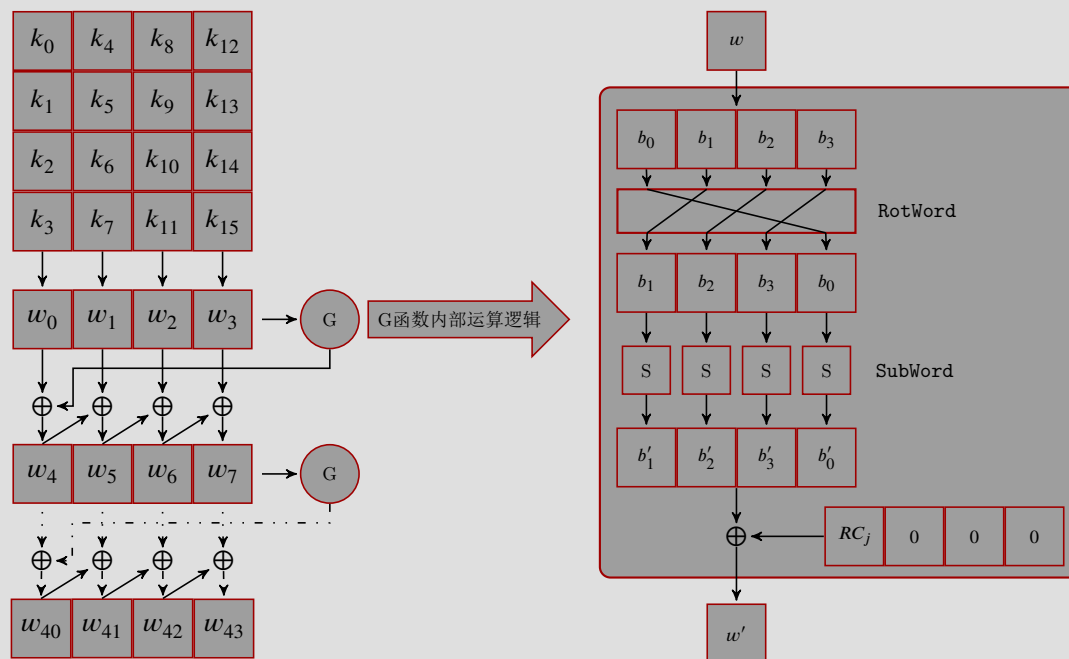 k₀ k₄ k₈ k₁₂
k₁ k₅ k₉ k₁₃
k₂ k₆ k₁₀ k₁₄
k₃ k₇ k₁₁ k₁₅
w₀ w₁ w₂ w₃ G
w₄ w₅ w₆ w₇ G
w₄₀ w₄₁ w₄₂ w₄₃
G函数内部运算逻辑
w
b₀ b₁ b₂ b₃
RotWord
b₁ b₂ b₃ b₀
S S S S SubWord
b′₁ b′₂ b′₃ b′₀
RCⱼ 0 0 0
w′